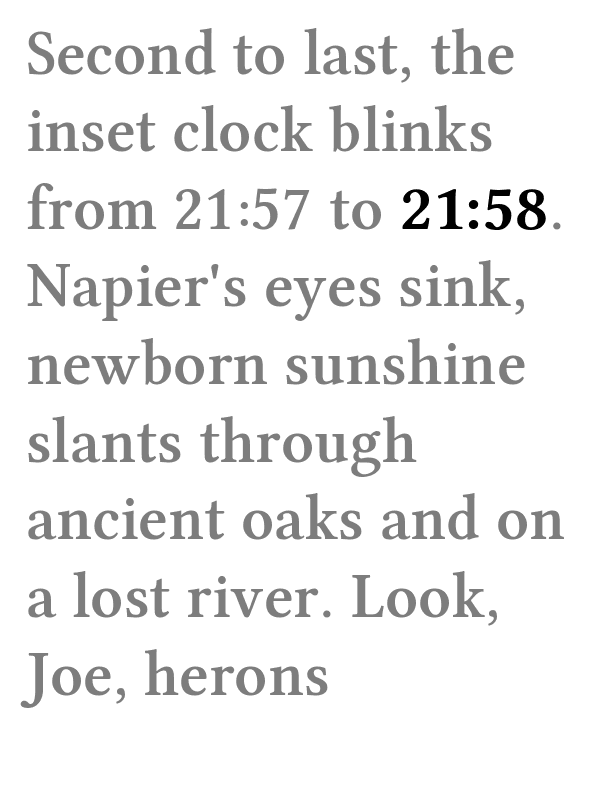 Second to last, the
inset clock blinks
from 21:57 to 21:58.
Napier's eyes sink,
newborn sunshine
slants through
ancient oaks and on
a lost river. Look,
Joe, herons